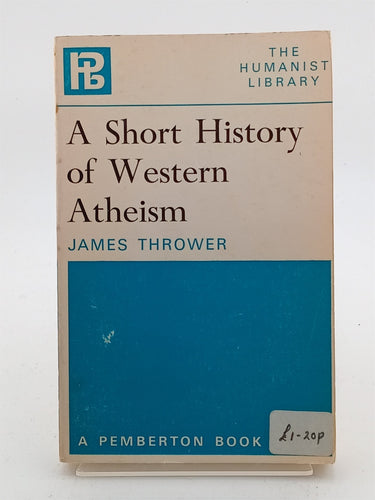 PB
THE
HUMANIST
LIBRARY
A Short History
of Western
Atheism
JAMES THROWER
A PEMBERTON BOOK
£1-20p